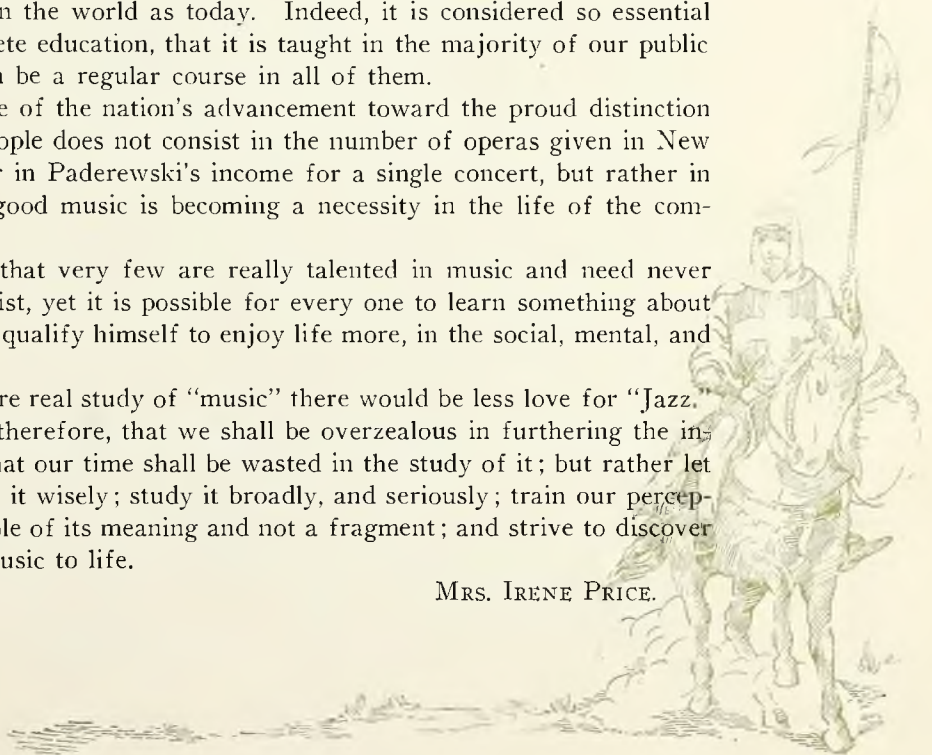 n the world as today. Indeed, it is considered so essential
ete education, that it is taught in the majority of our public
be a regular course in all of them.
e of the nation's advancement toward the proud distinction
ople does not consist in the number of operas given in New
r in Paderewski's income for a single concert, but rather in
good music is becoming a necessity in the life of the com-
that very few are really talented in music and need never
ist, yet it is possible for every one to learn something about
qualify himself to enjoy life more, in the social, mental, and
re real study of "music" there would be less love for "Jazz."
therefore, that we shall be overzealous in furthering the in-
at our time shall be wasted in the study of it; but rather let
it wisely; study it broadly, and seriously; train our percep-
le of its meaning and not a fragment; and strive to discover
usic to life.
Mrs. Irene Price.